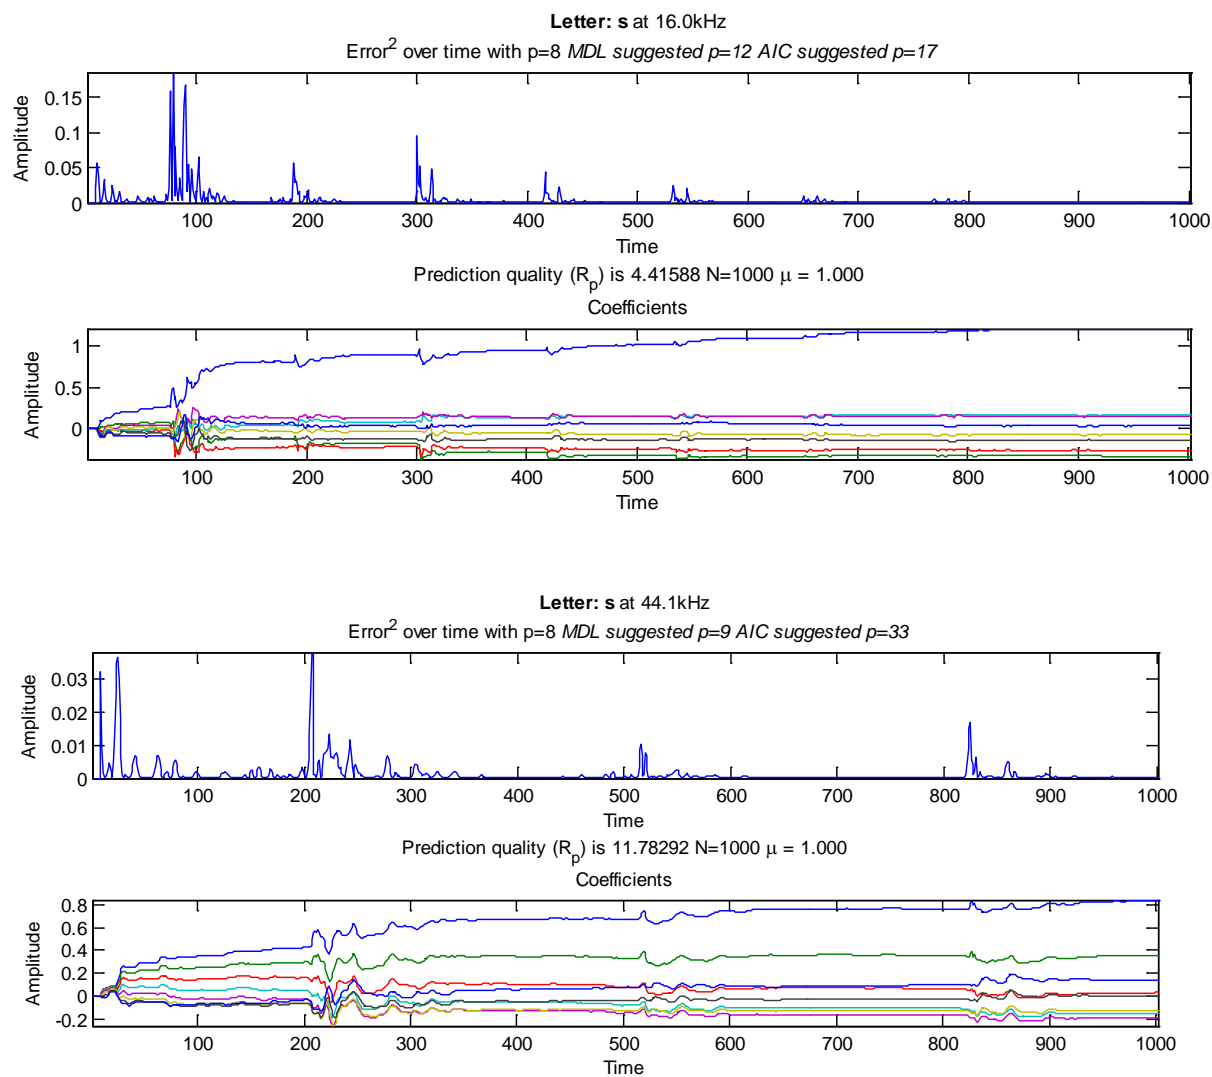 Letter: s at 16.0kHz
Error2 over time with p=8 MDL suggested p=12 AIC suggested p=17
0.15
0.1
0.05
0
Amplitude
100 200 300 400 500 600 700 800 900 1000
Time
Prediction quality (Rp) is 4.41588 N=1000 μ = 1.000
Coefficients
1
0.5
0
Amplitude
100 200 300 400 500 600 700 800 900 1000
Time
Letter: s at 44.1kHz
Error2 over time with p=8 MDL suggested p=9 AIC suggested p=33
0.03
0.02
0.01
0
Amplitude
100 200 300 400 500 600 700 800 900 1000
Time
Prediction quality (Rp) is 11.78292 N=1000 μ = 1.000
Coefficients
0.8
0.6
0.4
0.2
0
-0.2
Amplitude
100 200 300 400 500 600 700 800 900 1000
Time